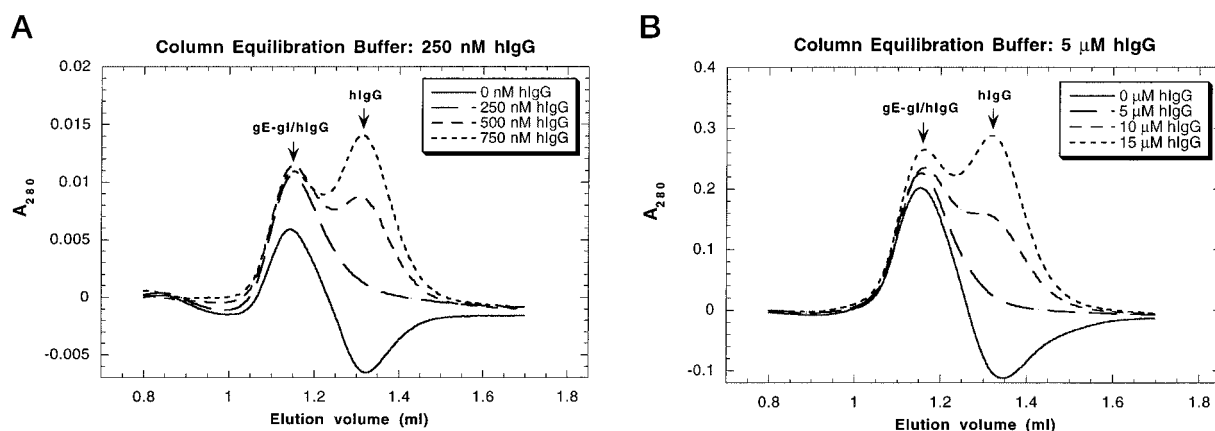 A
Column Equilibration Buffer: 250 nM hIgG
0.02
0.015
0.01
0.005
0
-0.005
A280
0 nM hIgG
250 nM hIgG
500 nM hIgG
750 nM hIgG
gE-gI/hIgG
hIgG
0.8 1 1.2 1.4 1.6 1.8
Elution volume (ml)
B
Column Equilibration Buffer: 5 µM hIgG
0.4
0.3
0.2
0.1
0
-0.1
A280
0 µM hIgG
5 µM hIgG
10 µM hIgG
15 µM hIgG
gE-gI/hIgG
hIgG
0.8 1 1.2 1.4 1.6 1.8
Elution volume (ml)